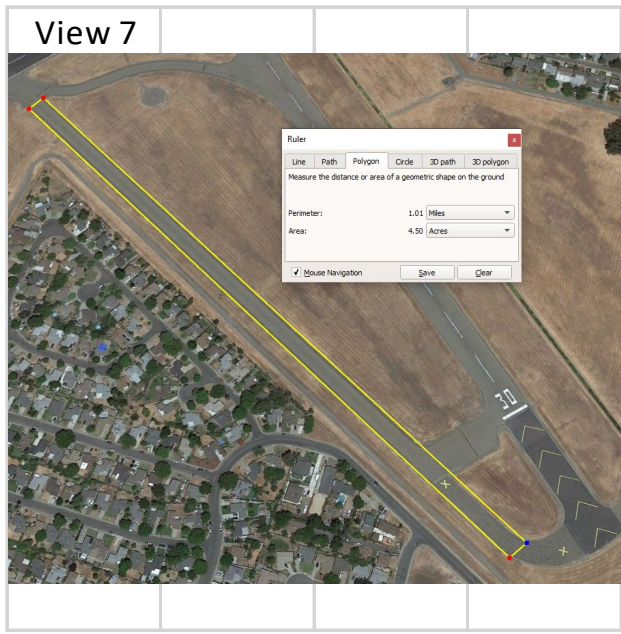 View 7
Ruler
x
Line Path Polygon Circle 3D path 3D polygon
Measure the distance or area of a geometric shape on the ground
Perimeter: 1.01 Miles
Area: 4.50 Acres
Mouse Navigation Save Clear
30
X
X